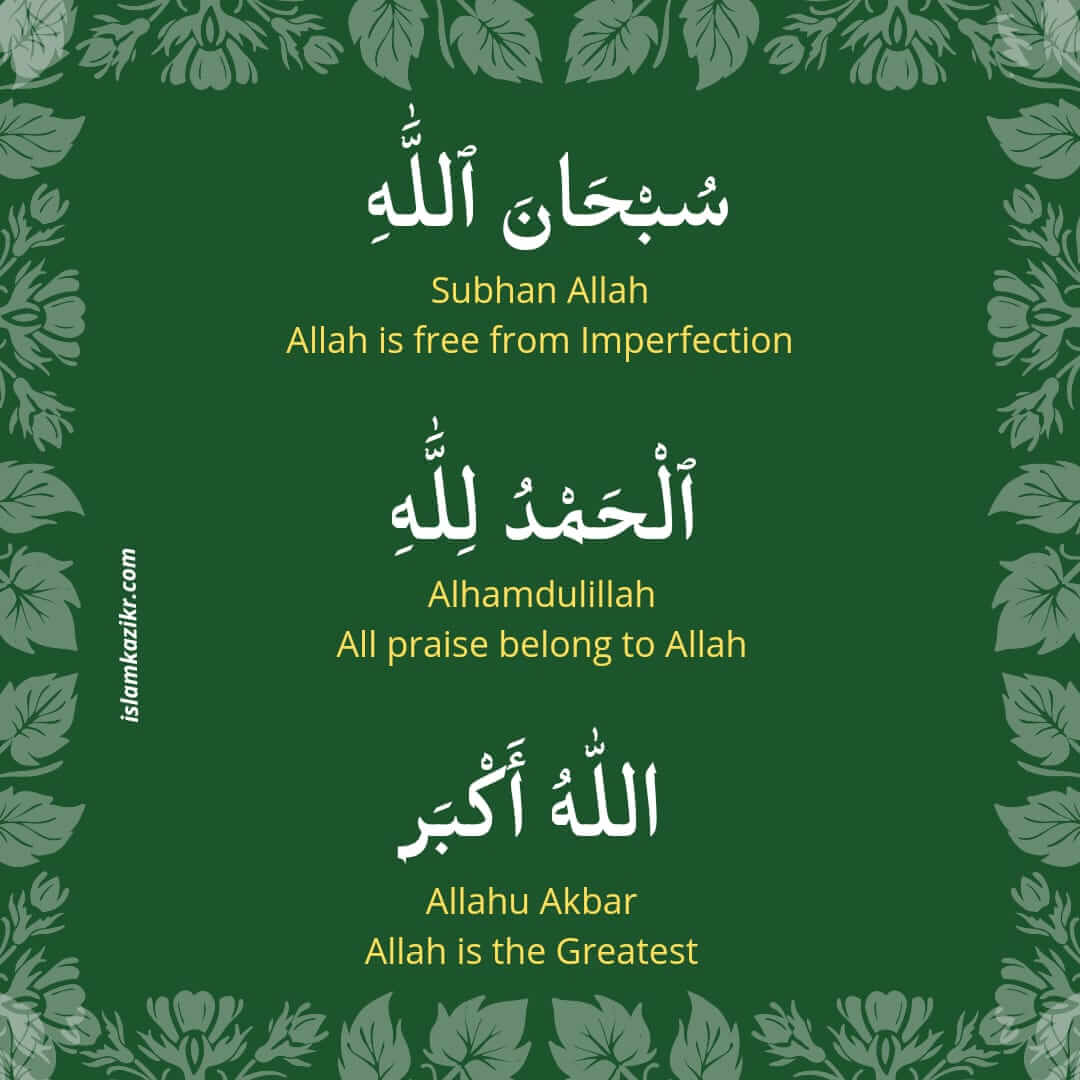 سُبْحَانَ ٱللَّٰهِ
Subhan Allah
Allah is free from Imperfection
ٱلْحَمْدُ لِلَّٰهِ
Alhamdulillah
All praise belong to Allah
اللّٰهُ أَكْبَر
Allahu Akbar
Allah is the Greatest
islamkazikr.com